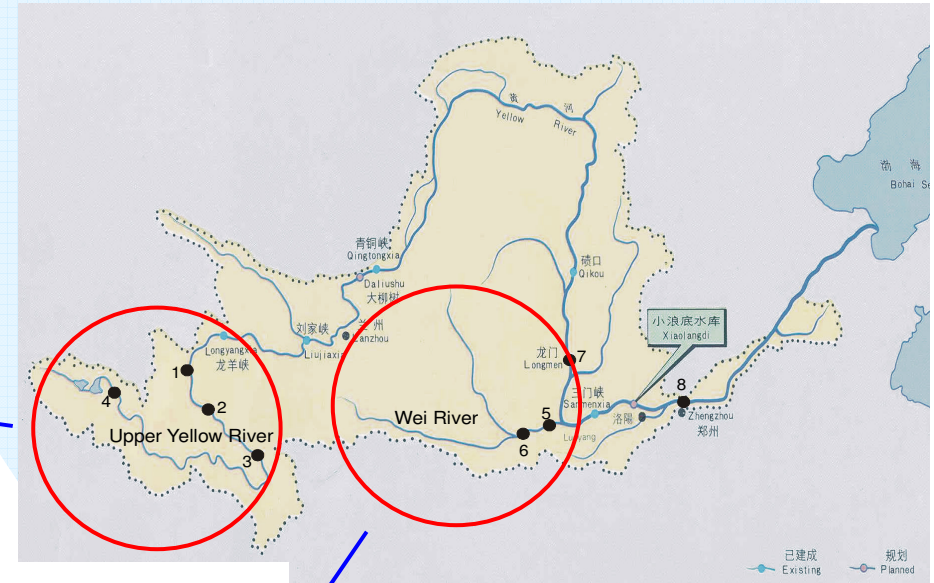 渤 海
Bohai Se
黄 河
Yellow
River
青铜峡
Qingtongxia
Daliushu
大柳树
碛口
Qikou
兰州
Lanzhou
刘家峡
Liujiaxia
Longyangxia
龙羊峡
小浪底水库
Xiaolangdi
龙门
Longmen
7
三门峡
Sanmenxia
洛陽
8
Zhengzhou
郑州
1
2
3
4
Upper Yellow River
Wei River
5
6
已建成
Existing
规划
Planned